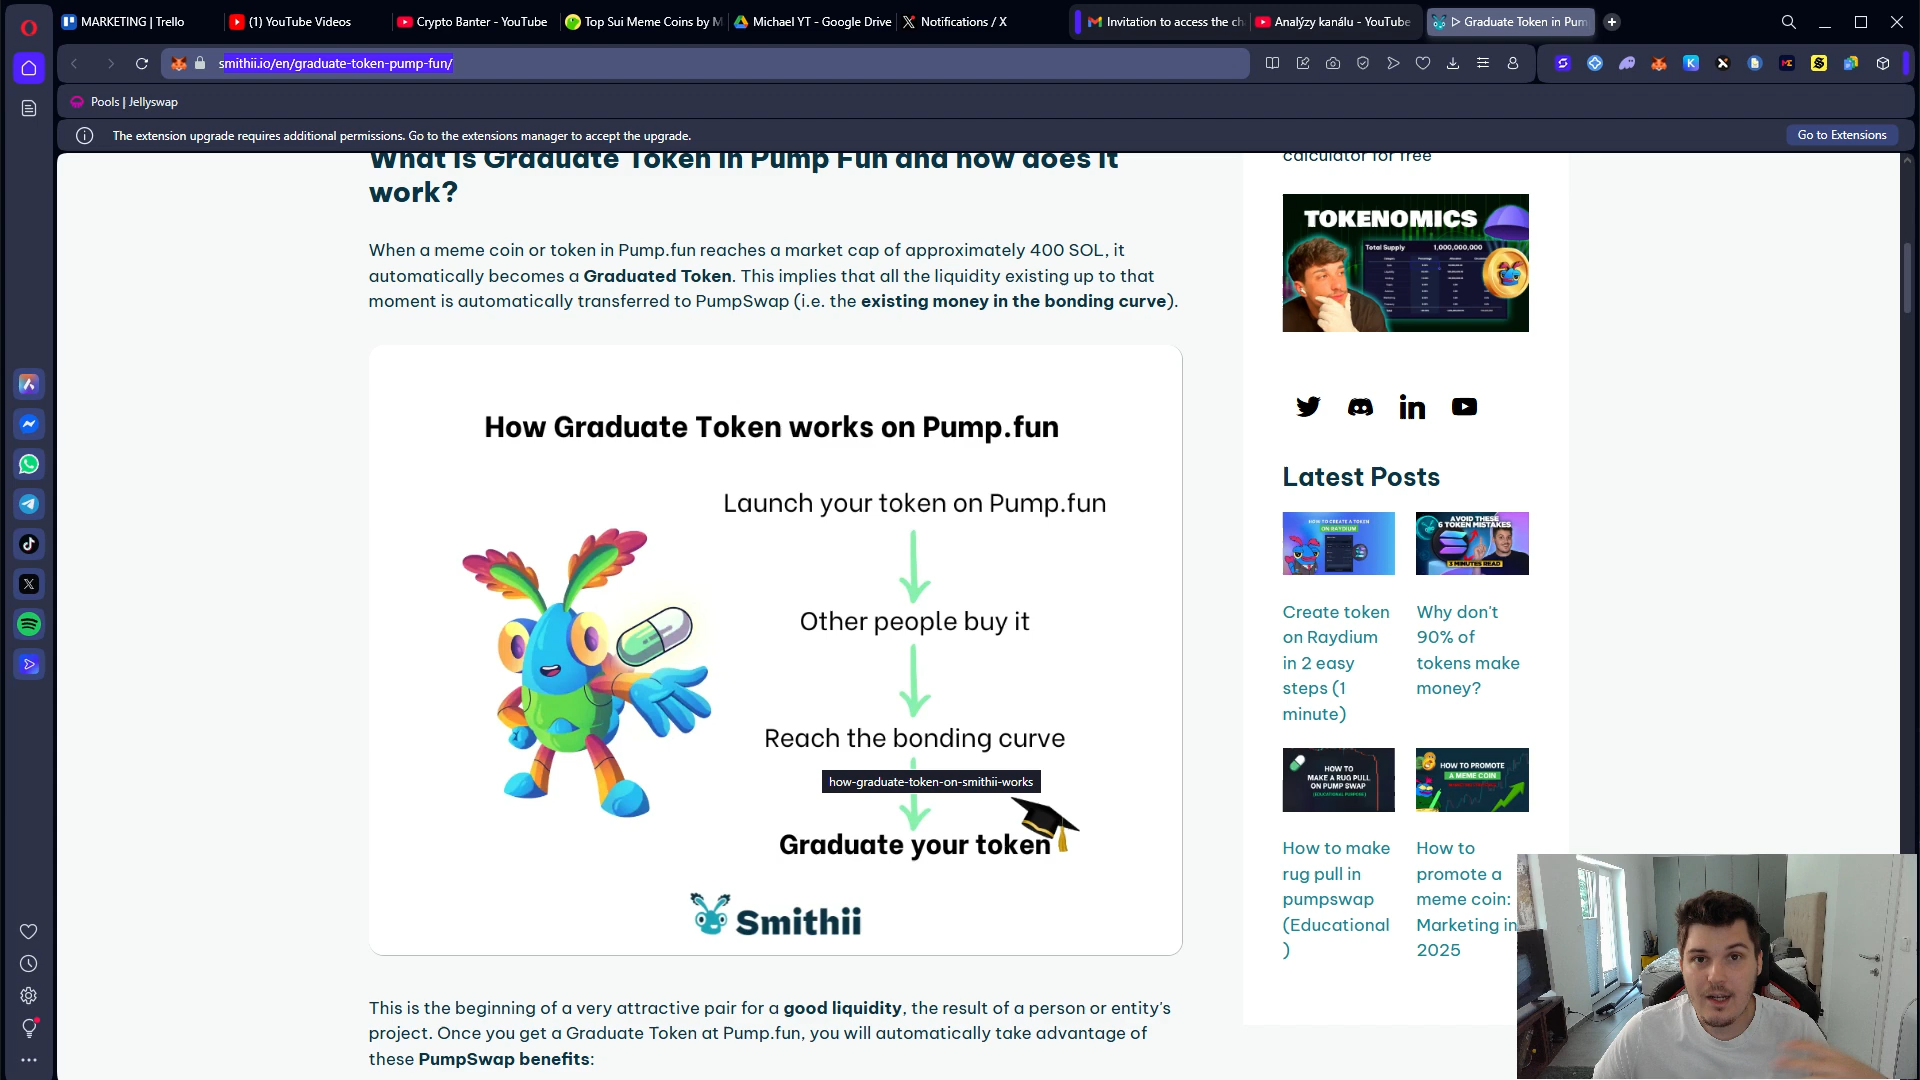 MARKETING | Trello
(1) YouTube Videos
Crypto Banter - YouTube
Top Sui Meme Coins by M
Michael YT - Google Drive
Notifications / X
Invitation to access the ch
Analýzy kanálu - YouTube
Graduate Token in Pum
smithii.io/en/graduate-token-pump-fun/
Pools | Jellyswap
The extension upgrade requires additional permissions. Go to the extensions manager to accept the upgrade.
Go to Extensions
What is Graduate Token in Pump Fun and how does it
work?
When a meme coin or token in Pump.fun reaches a market cap of approximately 400 SOL, it
automatically becomes a Graduated Token. This implies that all the liquidity existing up to that
moment is automatically transferred to PumpSwap (i.e. the existing money in the bonding curve).
How Graduate Token works on Pump.fun
Launch your token on Pump.fun
Other people buy it
Reach the bonding curve
how-graduate-token-on-smithii-works
Graduate your token
Smithii
This is the beginning of a very attractive pair for a good liquidity, the result of a person or entity's
project. Once you get a Graduate Token at Pump.fun, you will automatically take advantage of
these PumpSwap benefits:
calculator for free
TOKENOMICS
Total Supply 1,000,000,000
Latest Posts
HOW TO CREATE A TOKEN
ON RAYDIUM
AVOID THESE
6 TOKEN MISTAKES
3 MINUTES READ
Create token
on Raydium
in 2 easy
steps (1
minute)
Why don't
90% of
tokens make
money?
HOW TO
MAKE A RUG PULL
ON PUMP SWAP
(EDUCATIONAL PURPOSE)
HOW TO PROMOTE
A MEME COIN
How to make
rug pull in
pumpswap
(Educational
)
How to
promote a
meme coin:
Marketing in
2025